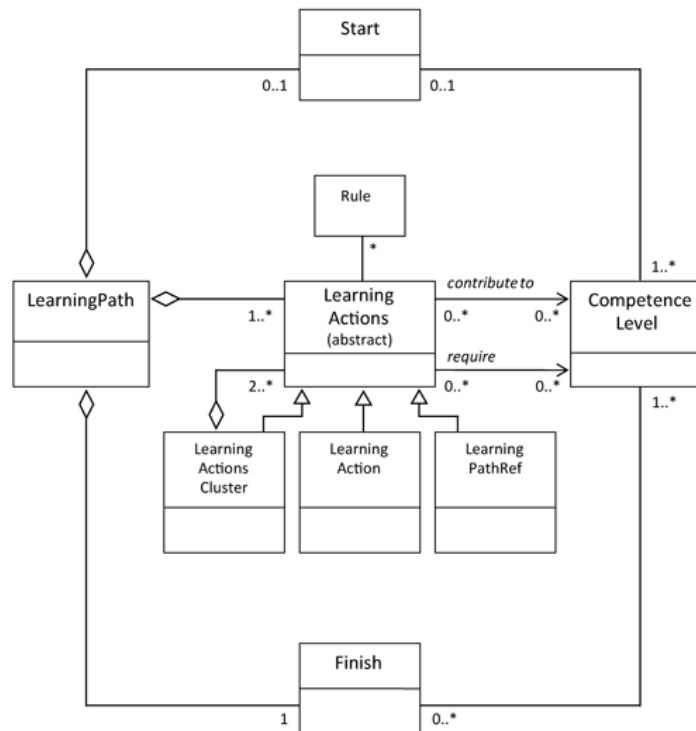 Start
0..1
0..1
Rule
*
1..*
LearningPath
1..*
Learning
Actions
(abstract)
contribute to
0..*
0..*
Competence
Level
require
2..*
0..*
0..*
1..*
Learning
Actions
Cluster
Learning
Action
Learning
PathRef
Finish
1
0..*